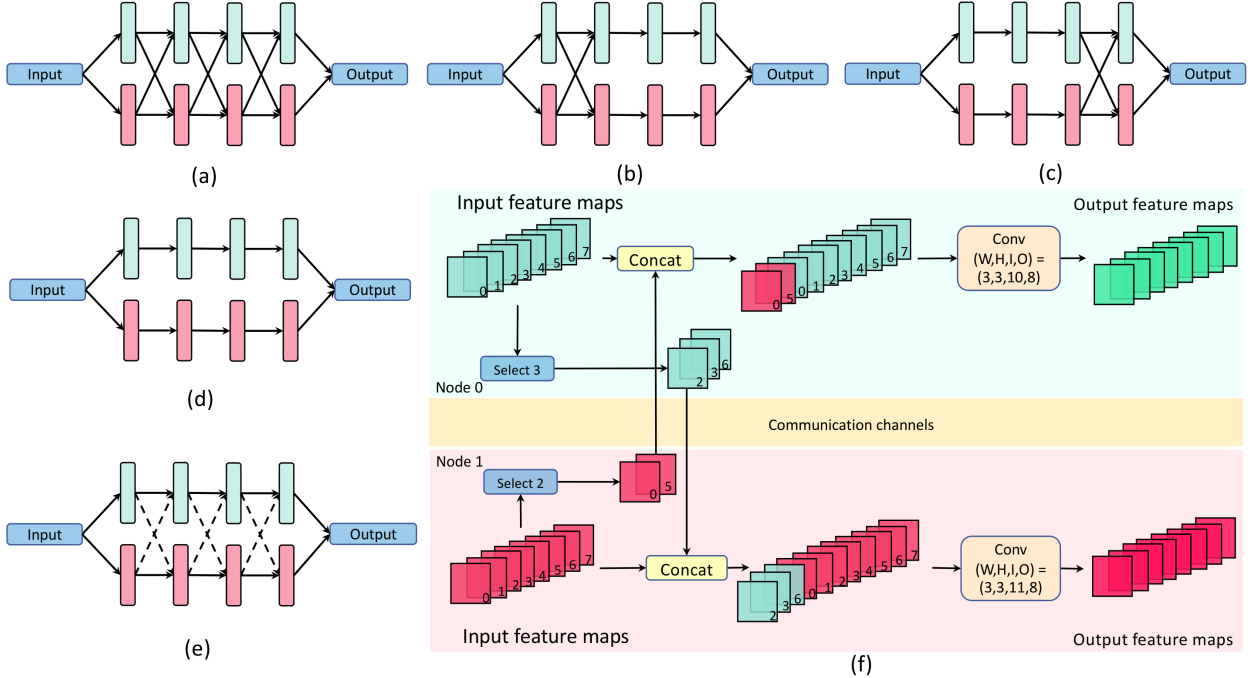 Input
Output
(a)
Input
Output
(b)
Input
Output
(c)
Input
Output
(d)
Input
Output
(e)
Input feature maps
Output feature maps
0 1 2 3 4 5 6 7
Concat
0 5 0 1 2 3 4 5 6 7
Conv
(W,H,I,O) =
(3,3,10,8)
Select 3
2 3 6
Node 0
Communication channels
Node 1
Select 2
0 5
0 1 2 3 4 5 6 7
Concat
2 3 6 0 1 2 3 4 5 6 7
Conv
(W,H,I,O) =
(3,3,11,8)
Input feature maps
Output feature maps
(f)